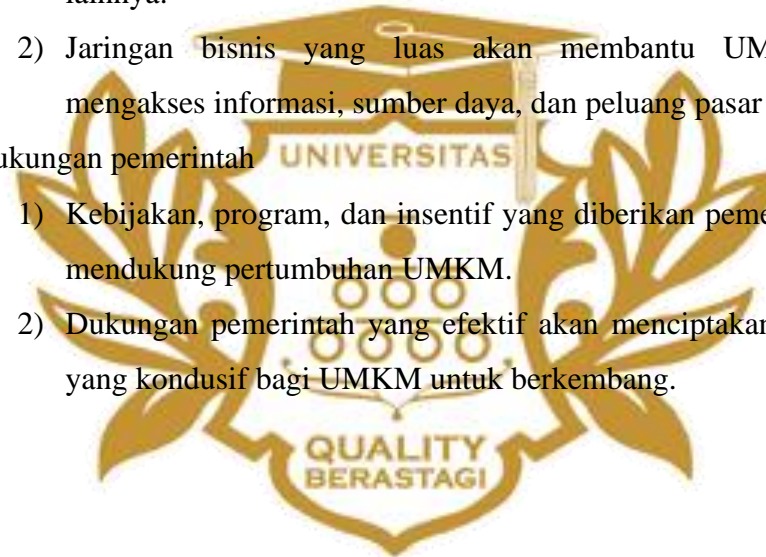 lainnya.
2) Jaringan bisnis yang luas akan membantu UM
mengakses informasi, sumber daya, dan peluang pasar
ukungan pemerintah
UNIVERSITAS
1) Kebijakan, program, dan insentif yang diberikan peme
mendukung pertumbuhan UMKM.
2) Dukungan pemerintah yang efektif akan menciptakan
yang kondusif bagi UMKM untuk berkembang.
QUALITY
BERASTAGI